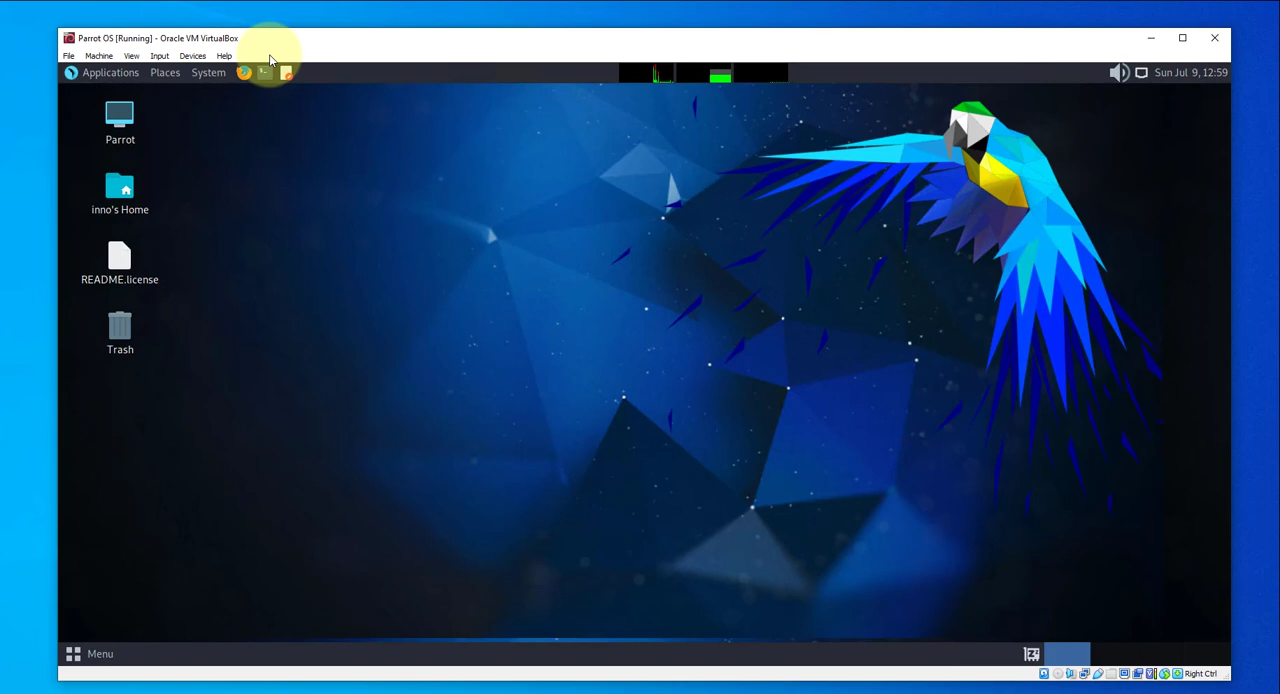 Parrot OS [Running] - Oracle VM VirtualBox
File Machine View Input Devices Help
Applications Places System Sun Jul 9, 12:59
Parrot
inno's Home
README.license
Trash
Menu
Right Ctrl